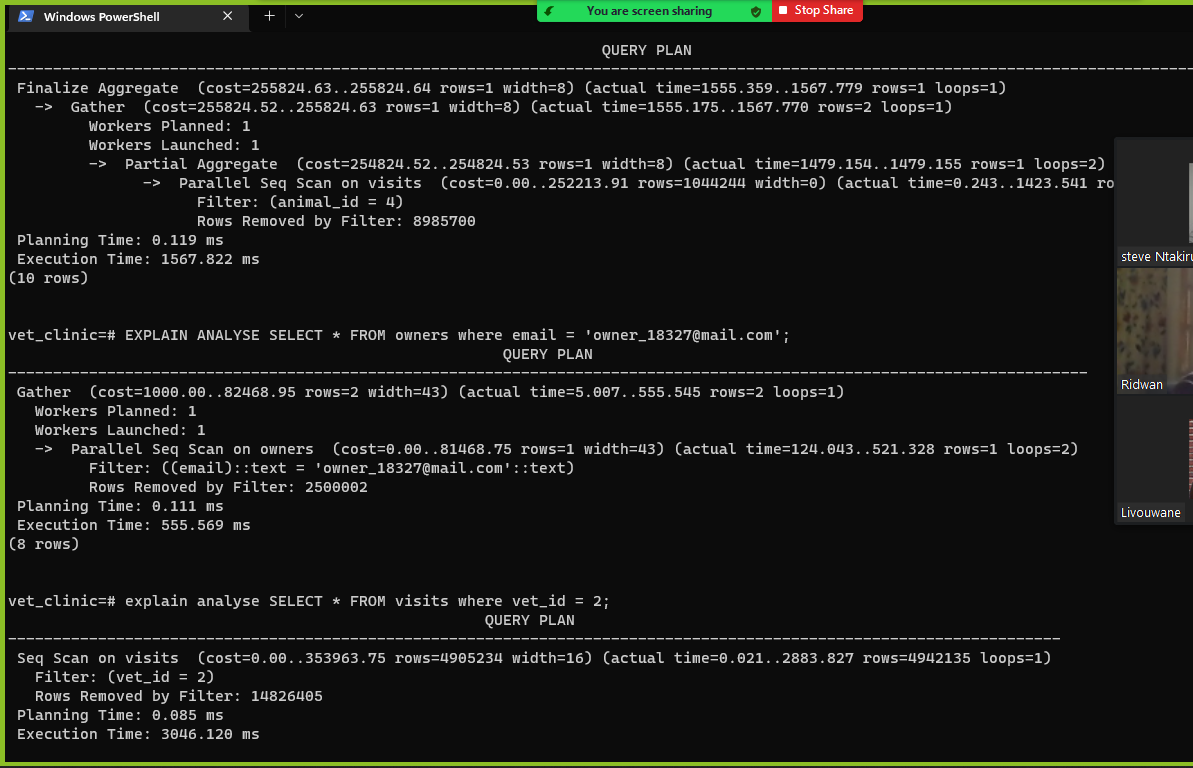 Windows PowerShell
You are screen sharing
Stop Share
QUERY PLAN
--------------------------------------------------------------------------------------------------------------------------------------
Finalize Aggregate  (cost=255824.63..255824.64 rows=1 width=8) (actual time=1555.359..1567.779 rows=1 loops=1)
->  Gather  (cost=255824.52..255824.63 rows=1 width=8) (actual time=1555.175..1567.770 rows=2 loops=1)
Workers Planned: 1
Workers Launched: 1
->  Partial Aggregate  (cost=254824.52..254824.53 rows=1 width=8) (actual time=1479.154..1479.155 rows=1 loops=2)
->  Parallel Seq Scan on visits  (cost=0.00..252213.91 rows=1044244 width=0) (actual time=0.243..1423.541 ro
Filter: (animal_id = 4)
Rows Removed by Filter: 8985700
Planning Time: 0.119 ms
Execution Time: 1567.822 ms
(10 rows)
vet_clinic=# EXPLAIN ANALYSE SELECT * FROM owners where email = 'owner_18327@mail.com';
QUERY PLAN
------------------------------------------------------------------------------------------------------------------------
Gather  (cost=1000.00..82468.95 rows=2 width=43) (actual time=5.007..555.545 rows=2 loops=1)
Workers Planned: 1
Workers Launched: 1
->  Parallel Seq Scan on owners  (cost=0.00..81468.75 rows=1 width=43) (actual time=124.043..521.328 rows=1 loops=2)
Filter: ((email)::text = 'owner_18327@mail.com'::text)
Rows Removed by Filter: 2500002
Planning Time: 0.111 ms
Execution Time: 555.569 ms
(8 rows)
vet_clinic=# explain analyse SELECT * FROM visits where vet_id = 2;
QUERY PLAN
---------------------------------------------------------------------------------------------------------------------
Seq Scan on visits  (cost=0.00..353963.75 rows=4905234 width=16) (actual time=0.021..2883.827 rows=4942135 loops=1)
Filter: (vet_id = 2)
Rows Removed by Filter: 14826405
Planning Time: 0.085 ms
Execution Time: 3046.120 ms
steve Ntakiru
Ridwan
Livouwane